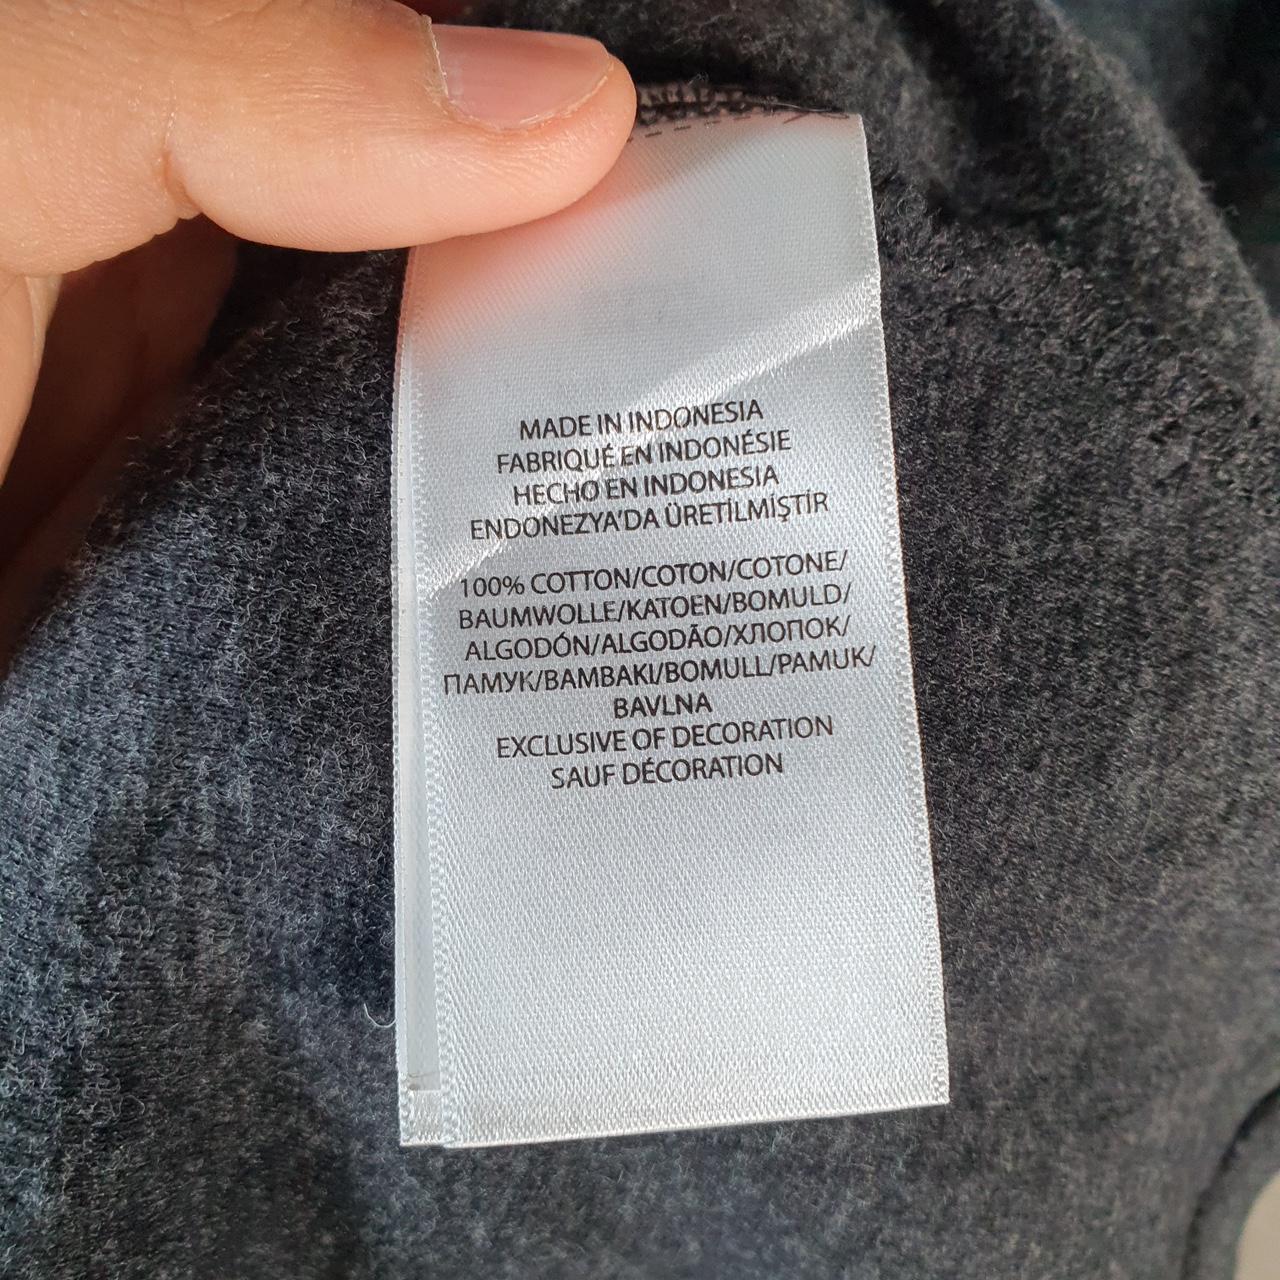 MADE IN INDONESIA
FABRIQUÉ EN INDONÉSIE
HECHO EN INDONESIA
ENDONEZYA'DA ÜRETİLMİŞTİR
100% COTTON/COTON/COTONE/
BAUMWOLLE/KATOEN/BOMULD/
ALGODÓN/ALGODÃO/ХЛОПОК/
ПАМУК/BAMBAKI/BOMULL/PAMUK/
BAVLNA
EXCLUSIVE OF DECORATION
SAUF DÉCORATION